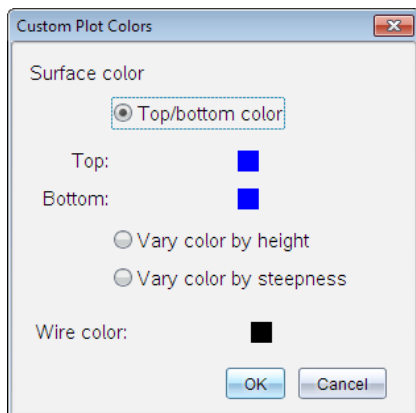 Custom Plot Colors
Surface color
Top/bottom color
Top:
Bottom:
Vary color by height
Vary color by steepness
Wire color:
OK Cancel